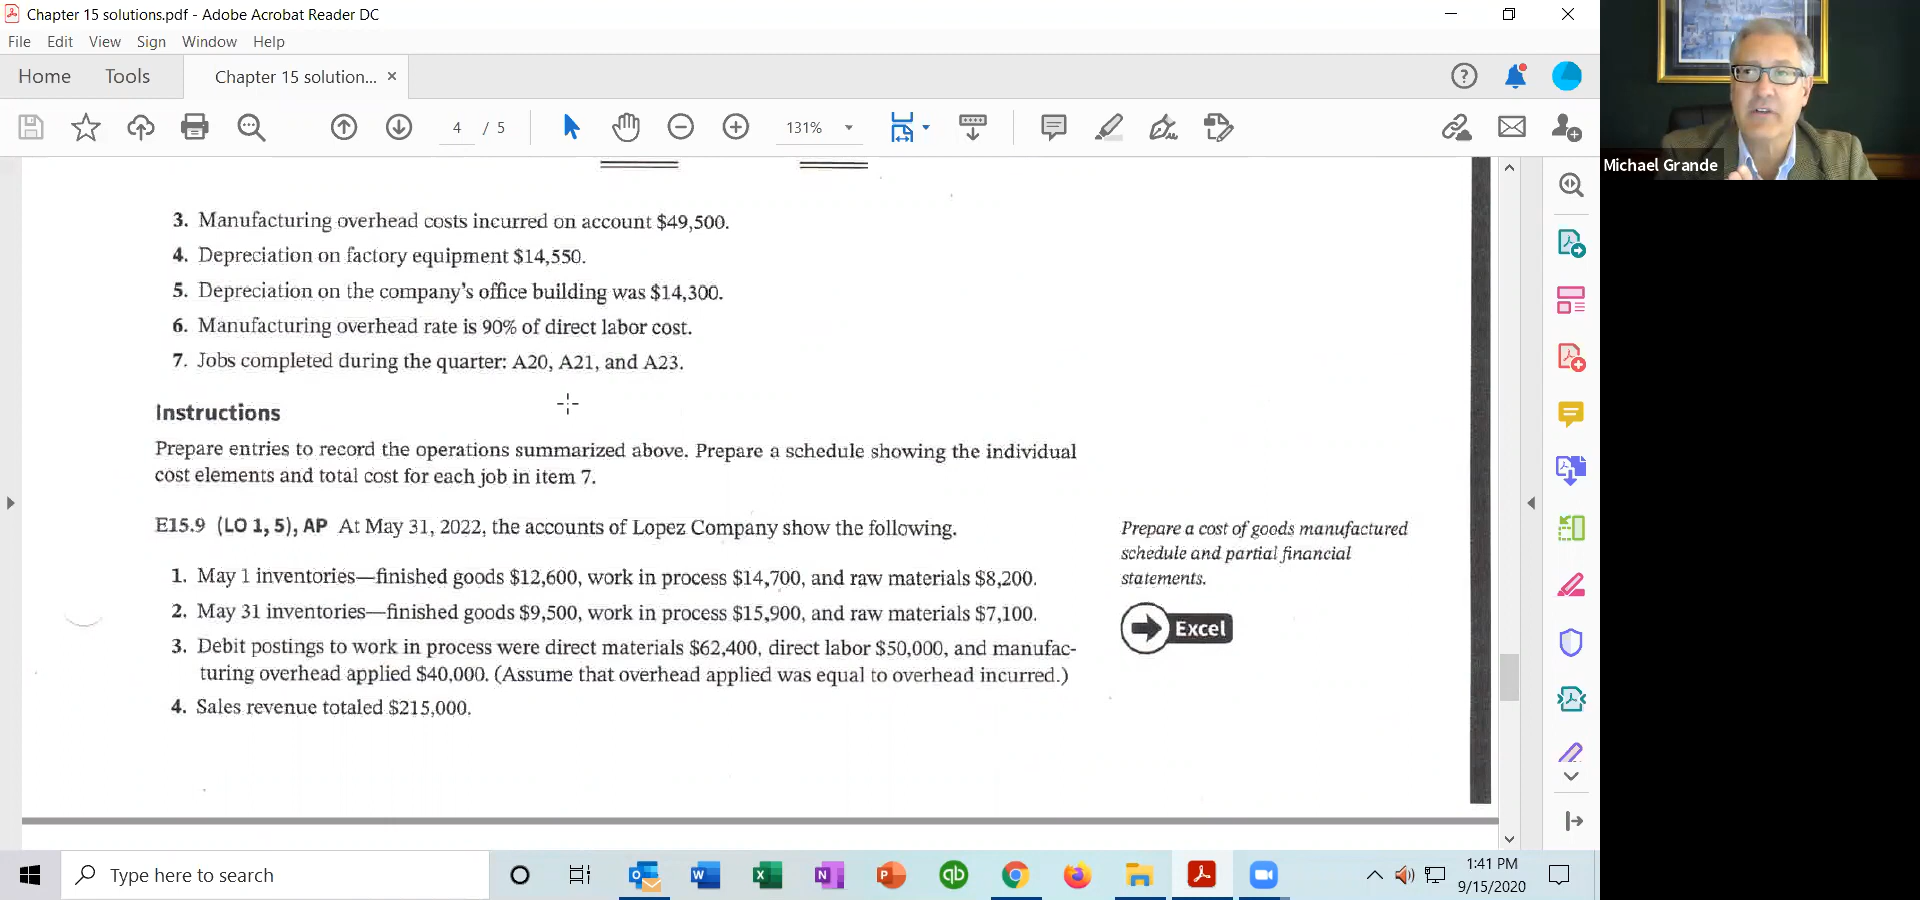 Chapter 15 solutions.pdf - Adobe Acrobat Reader DC
File Edit View Sign Window Help
Home Tools Chapter 15 solution... ×
4 / 5 131%
Michael Grande
3. Manufacturing overhead costs incurred on account $49,500.
4. Depreciation on factory equipment $14,550.
5. Depreciation on the company's office building was $14,300.
6. Manufacturing overhead rate is 90% of direct labor cost.
7. Jobs completed during the quarter: A20, A21, and A23.
Instructions
Prepare entries to record the operations summarized above. Prepare a schedule showing the individual
cost elements and total cost for each job in item 7.
E15.9 (LO 1, 5), AP At May 31, 2022, the accounts of Lopez Company show the following.
1. May 1 inventories—finished goods $12,600, work in process $14,700, and raw materials $8,200.
2. May 31 inventories—finished goods $9,500, work in process $15,900, and raw materials $7,100.
3. Debit postings to work in process were direct materials $62,400, direct labor $50,000, and manufac-
turing overhead applied $40,000. (Assume that overhead applied was equal to overhead incurred.)
4. Sales revenue totaled $215,000.
Prepare a cost of goods manufactured
schedule and partial financial
statements.
Excel
Type here to search
1:41 PM
9/15/2020